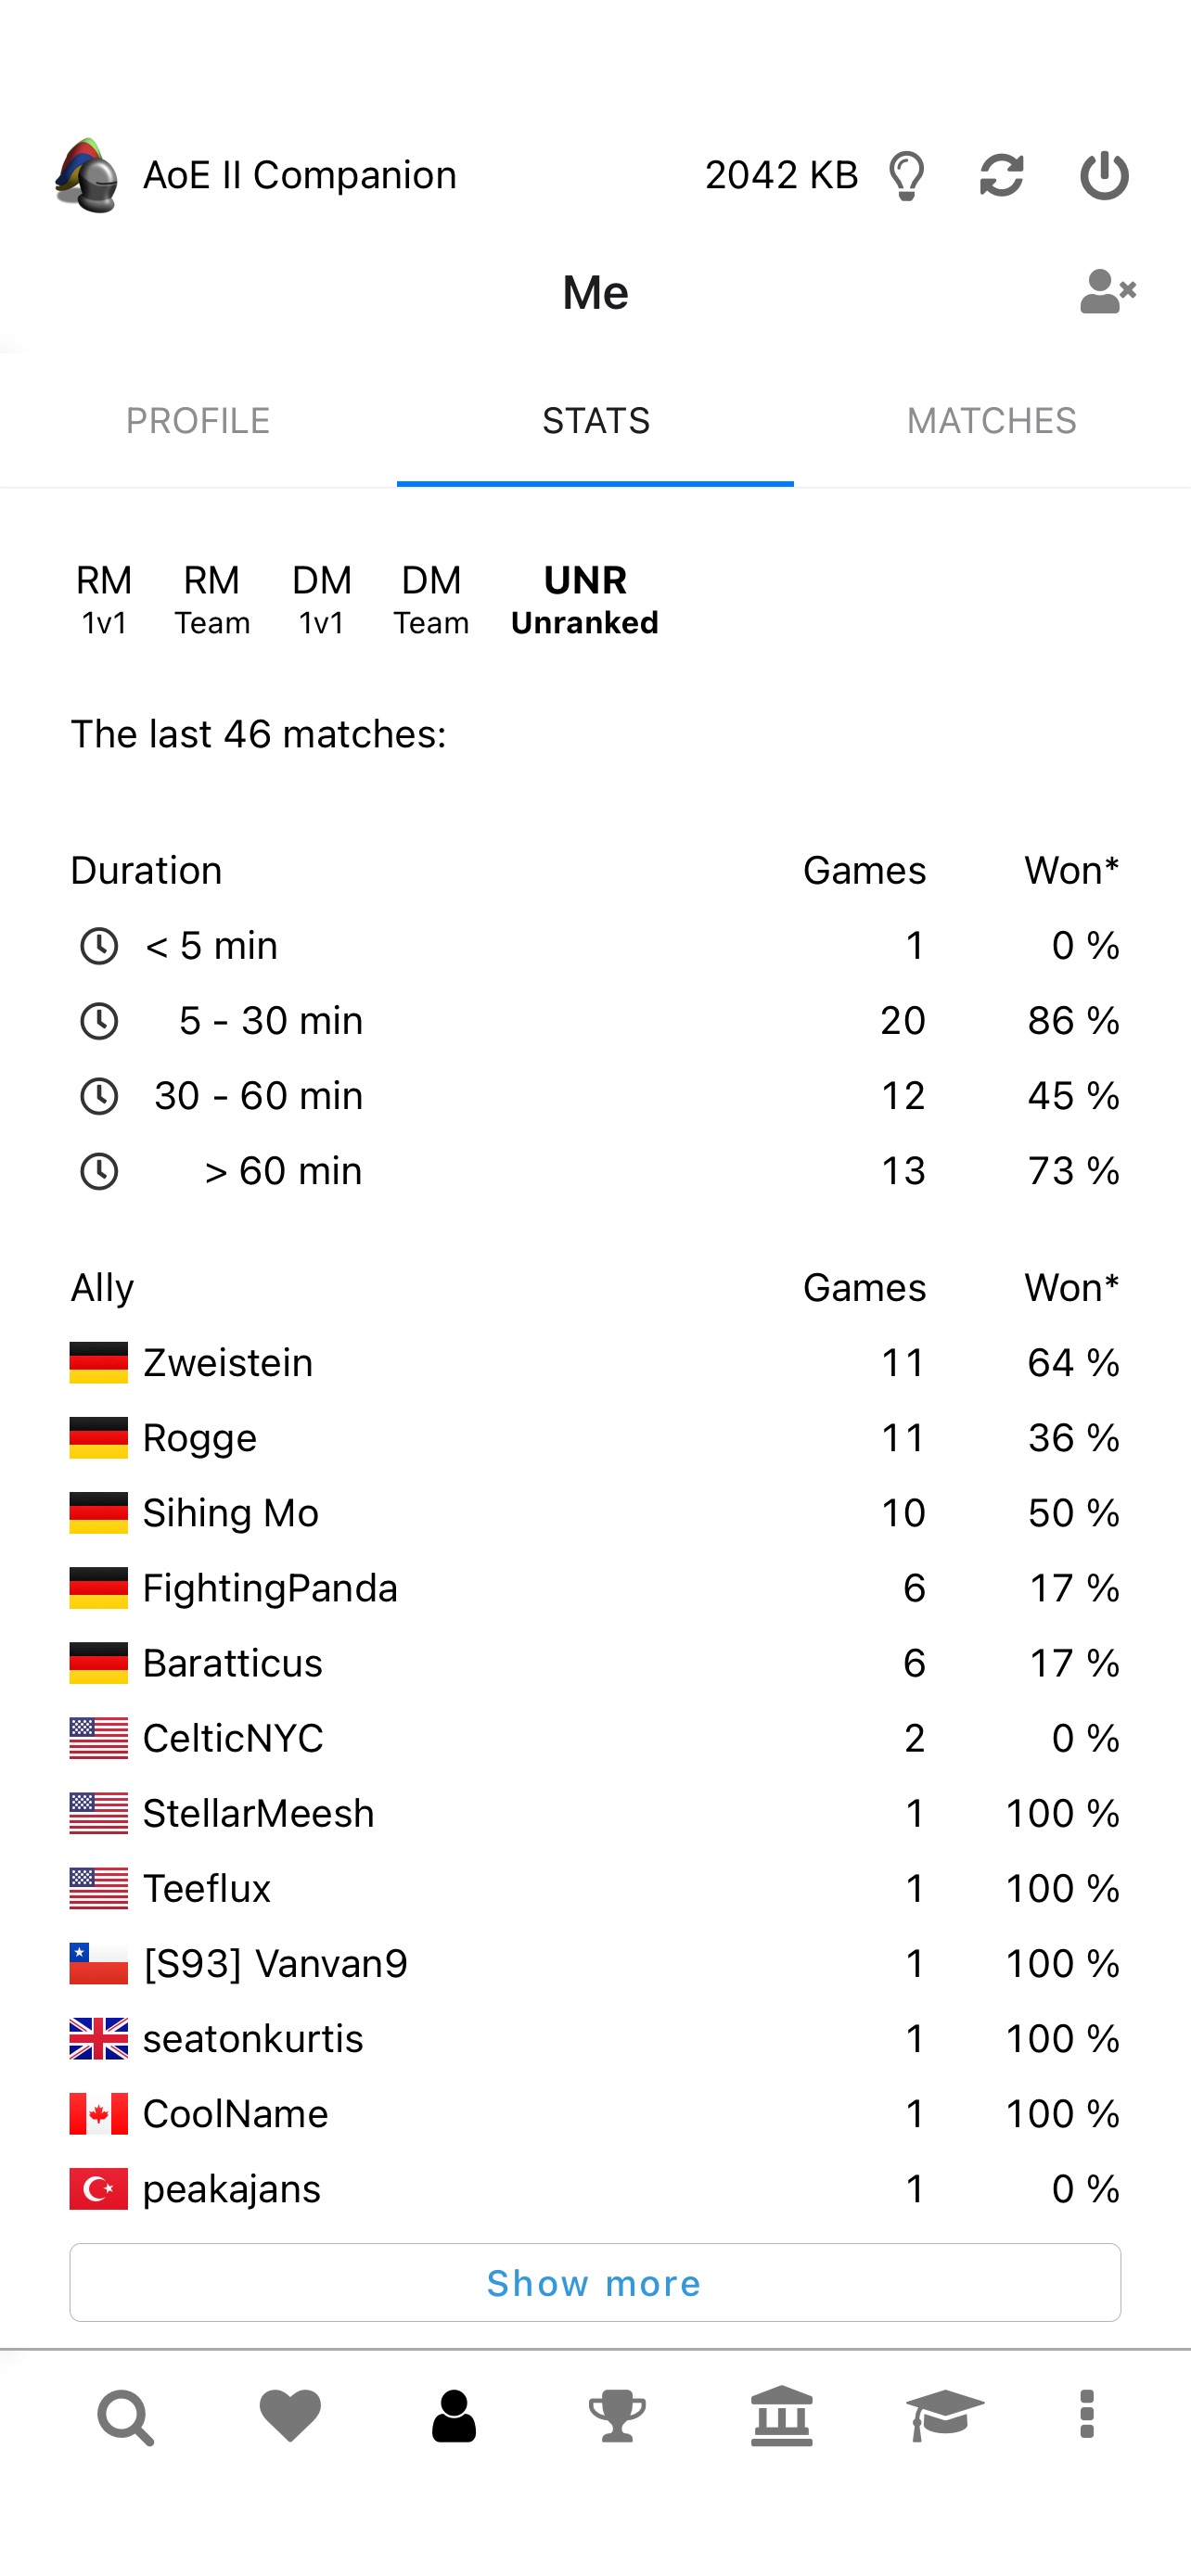 AoE II Companion 2042 KB
Me
PROFILE STATS MATCHES
RM RM DM DM UNR
1v1 Team 1v1 Team Unranked
The last 46 matches:
Duration Games Won*
< 5 min 1 0 %
5 - 30 min 20 86 %
30 - 60 min 12 45 %
> 60 min 13 73 %
Ally Games Won*
Zweistein 11 64 %
Rogge 11 36 %
Sihing Mo 10 50 %
FightingPanda 6 17 %
Baratticus 6 17 %
CelticNYC 2 0 %
StellarMeesh 1 100 %
Teeflux 1 100 %
[S93] Vanvan9 1 100 %
seatonkurtis 1 100 %
CoolName 1 100 %
peakajans 1 0 %
Show more